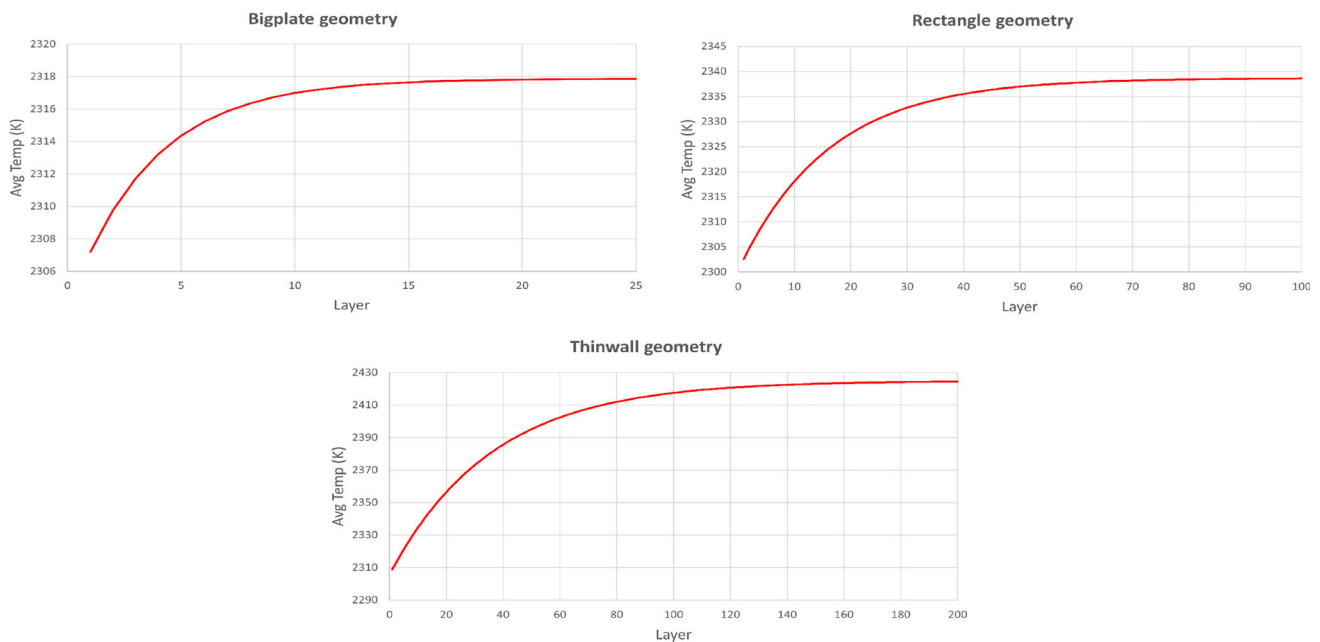 Bigplate geometry
Avg Temp (K)
2320
2318
2316
2314
2312
2310
2308
2306
0 5 10 15 20 25
Layer
Rectangle geometry
Avg Temp (K)
2345
2340
2335
2330
2325
2320
2315
2310
2305
2300
0 10 20 30 40 50 60 70 80 90 100
Layer
Thinwall geometry
Avg Temp (K)
2430
2410
2390
2370
2350
2330
2310
2290
0 20 40 60 80 100 120 140 160 180 200
Layer